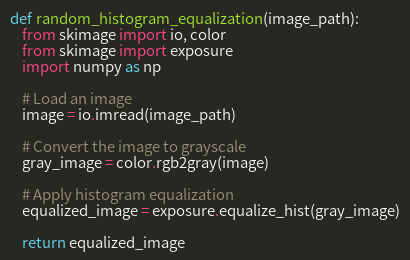 def random_histogram_equalization(image_path):
from skimage import io, color
from skimage import exposure
import numpy as np
# Load an image
image = io.imread(image_path)
# Convert the image to grayscale
gray_image = color.rgb2gray(image)
# Apply histogram equalization
equalized_image = exposure.equalize_hist(gray_image)
return equalized_image